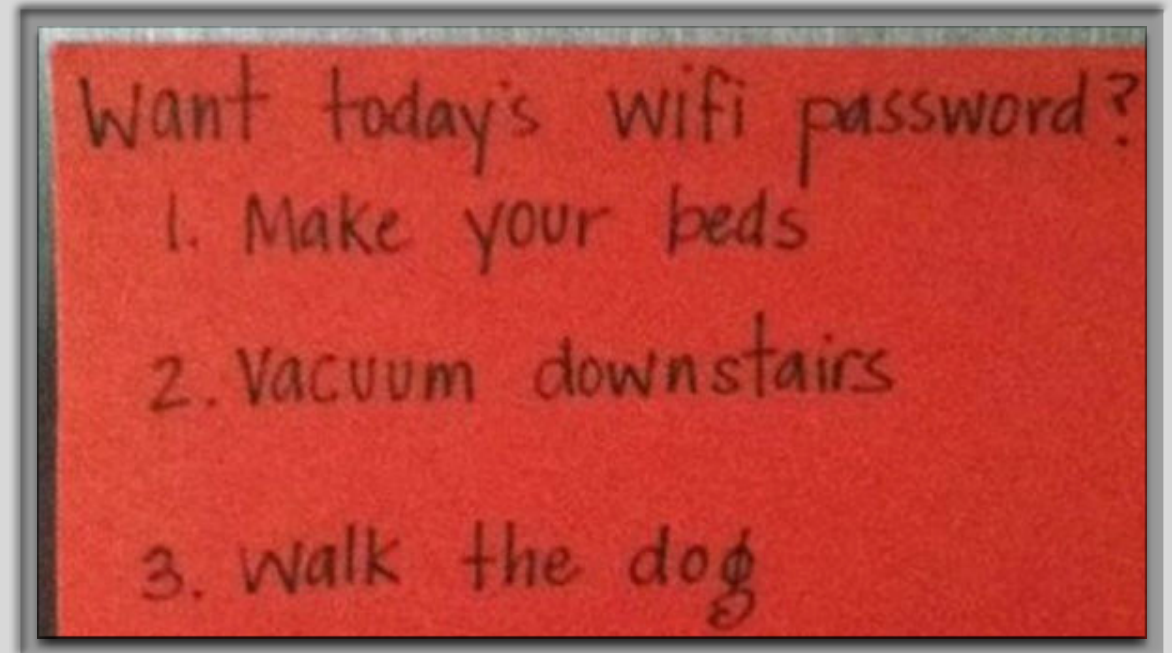 Want today's wifi password?
1. Make your beds
2. Vacuum downstairs
3. Walk the dog